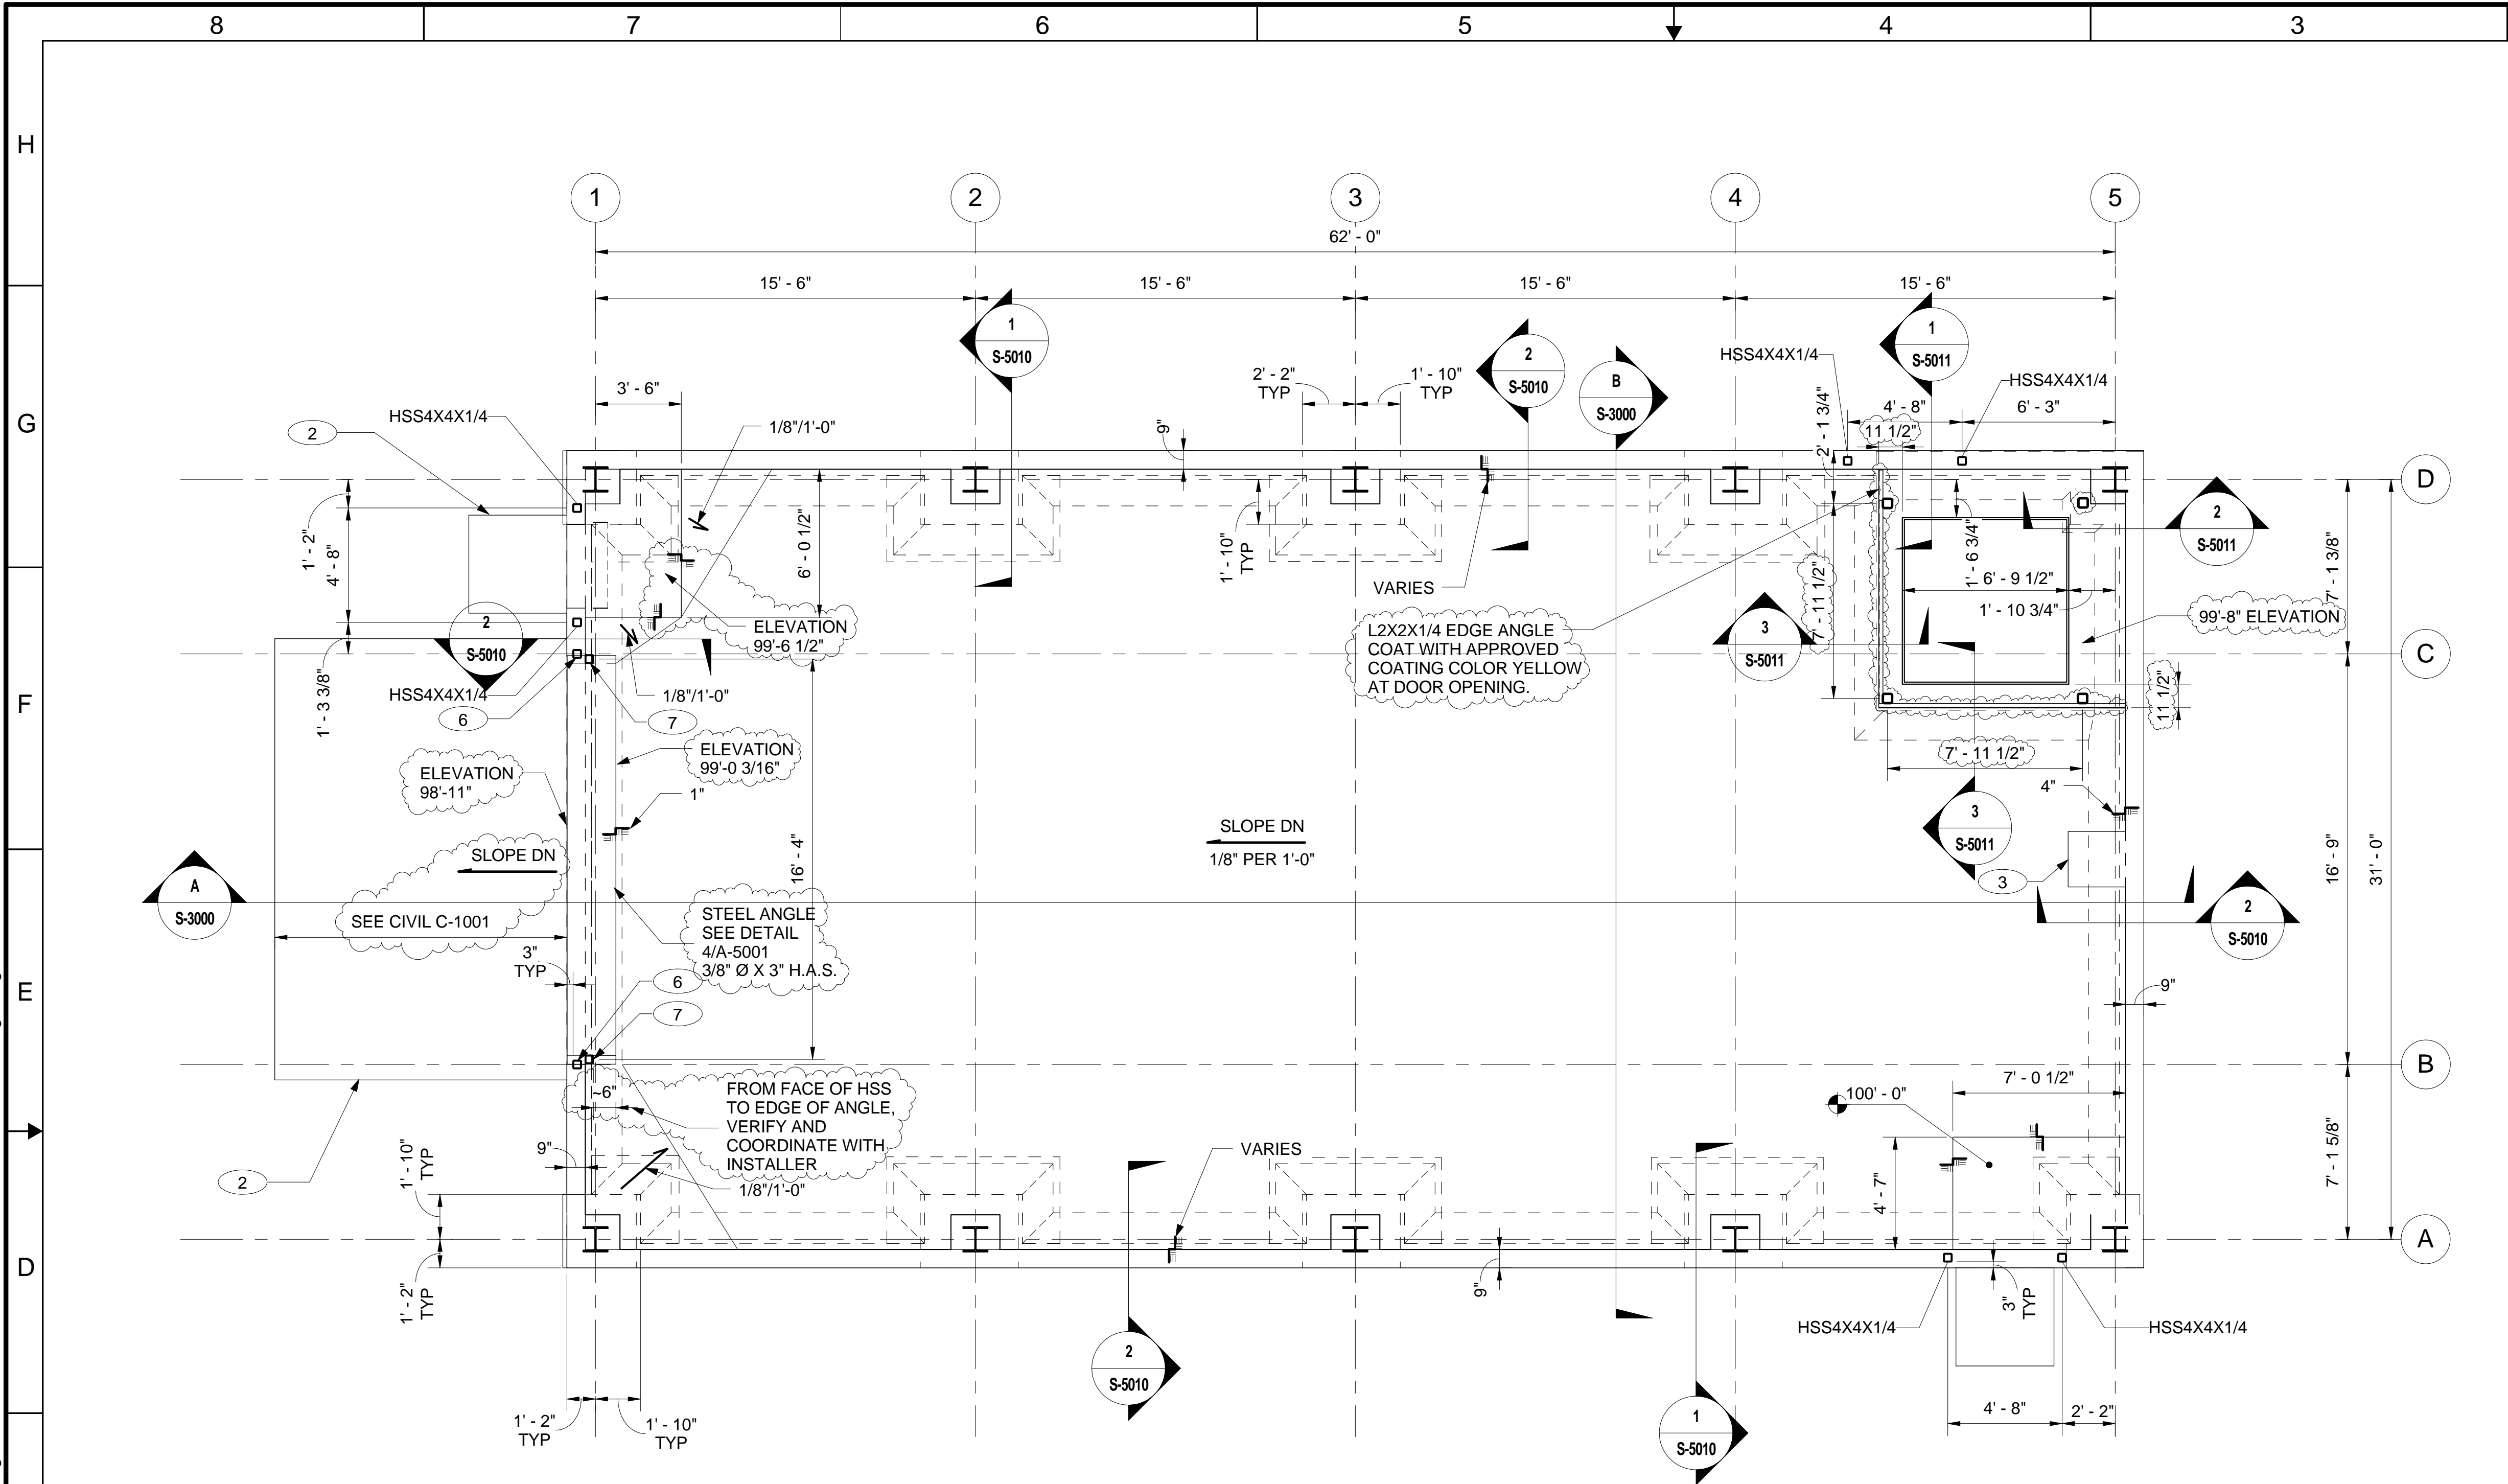 8
7
6
5
4
3
H
G
F
E
D
1
2
3
4
5
62' - 0"
15' - 6"
15' - 6"
15' - 6"
15' - 6"
1
S-5010
2
S-5010
B
S-3000
1
S-5011
HSS4X4X1/4
HSS4X4X1/4
HSS4X4X1/4
2
3' - 6"
1/8"/1'-0"
9"
2' - 2"
TYP
1' - 10"
TYP
2' - 1 3/4"
4' - 8"
6' - 3"
11 1/2"
D
1' - 2"
4' - 8"
6' - 0 1/2"
1' - 10"
TYP
VARIES
1' - 6 3/4"
6' - 9 1/2"
1' - 10 3/4"
7' - 11 1/2"
2
S-5011
7' - 1 3/8"
99'-8" ELEVATION
2
S-5010
ELEVATION
99'-6 1/2"
L2X2X1/4 EDGE ANGLE
COAT WITH APPROVED
COATING COLOR YELLOW
AT DOOR OPENING.
3
S-5011
C
HSS4X4X1/4
1/8"/1'-0"
1' - 3 3/8"
6
7
11 1/2"
7' - 11 1/2"
ELEVATION
98'-11"
ELEVATION
99'-0 3/16"
1"
4"
3
S-5011
SLOPE DN
16' - 4"
SLOPE DN
1/8" PER 1'-0"
16' - 9"
31' - 0"
A
S-3000
SEE CIVIL C-1001
STEEL ANGLE
SEE DETAIL
4/A-5001
3/8" Ø X 3" H.A.S.
3
2
S-5010
3"
TYP
6
7
9"
B
~6"
FROM FACE OF HSS
TO EDGE OF ANGLE,
VERIFY AND
COORDINATE WITH
INSTALLER
7' - 0 1/2"
100' - 0"
9"
1' - 10"
TYP
2
1/8"/1'-0"
VARIES
4' - 7"
7' - 1 5/8"
A
1' - 2"
TYP
9"
3"
TYP
HSS4X4X1/4
HSS4X4X1/4
2
S-5010
1' - 2"
TYP
1' - 10"
TYP
1
S-5010
4' - 8"
2' - 2"